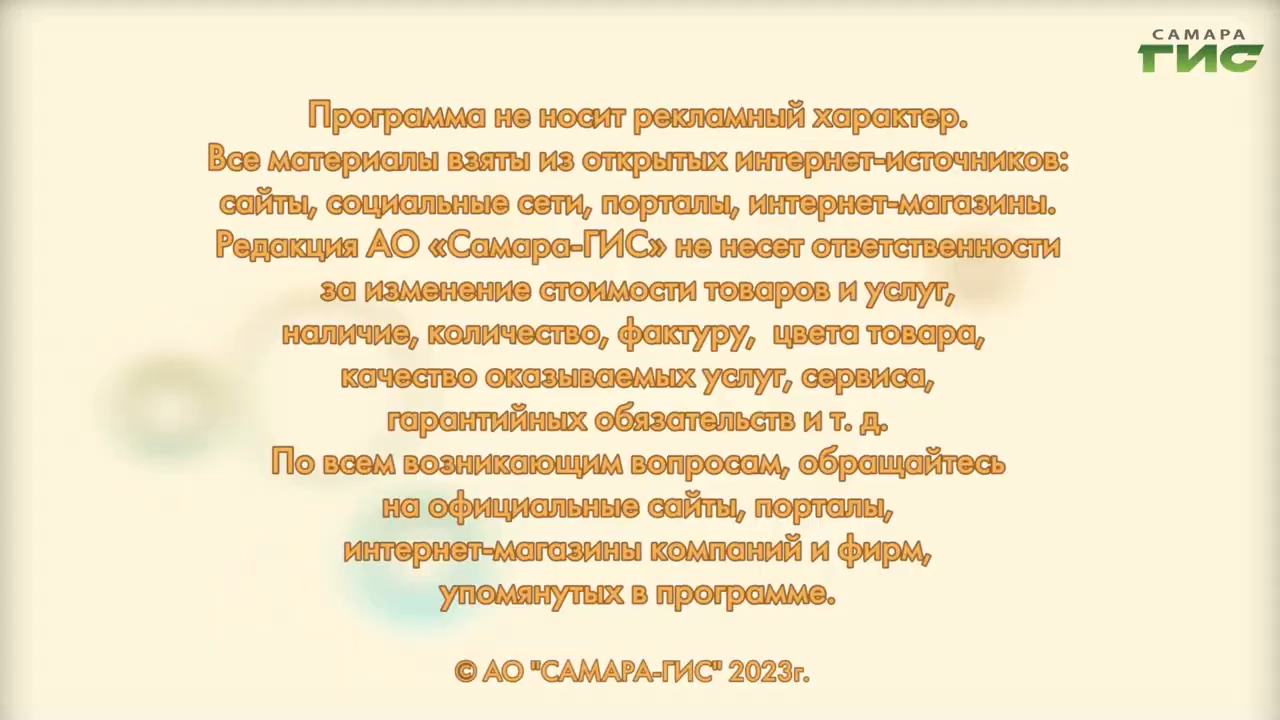 САМАРА
ГИС
Программа не носит рекламный характер.
Все материалы взяты из открытых интернет-источников:
сайты, социальные сети, порталы, интернет-магазины.
Редакция АО «Самара-ГИС» не несет ответственности
за изменение стоимости товаров и услуг,
наличие, количество, фактуру, цвета товара,
качество оказываемых услуг, сервиса,
гарантийных обязательств и т. д.
По всем возникающим вопросам, обращайтесь
на официальные сайты, порталы,
интернет-магазины компаний и фирм,
упомянутых в программе.
© АО "САМАРА-ГИС" 2023г.